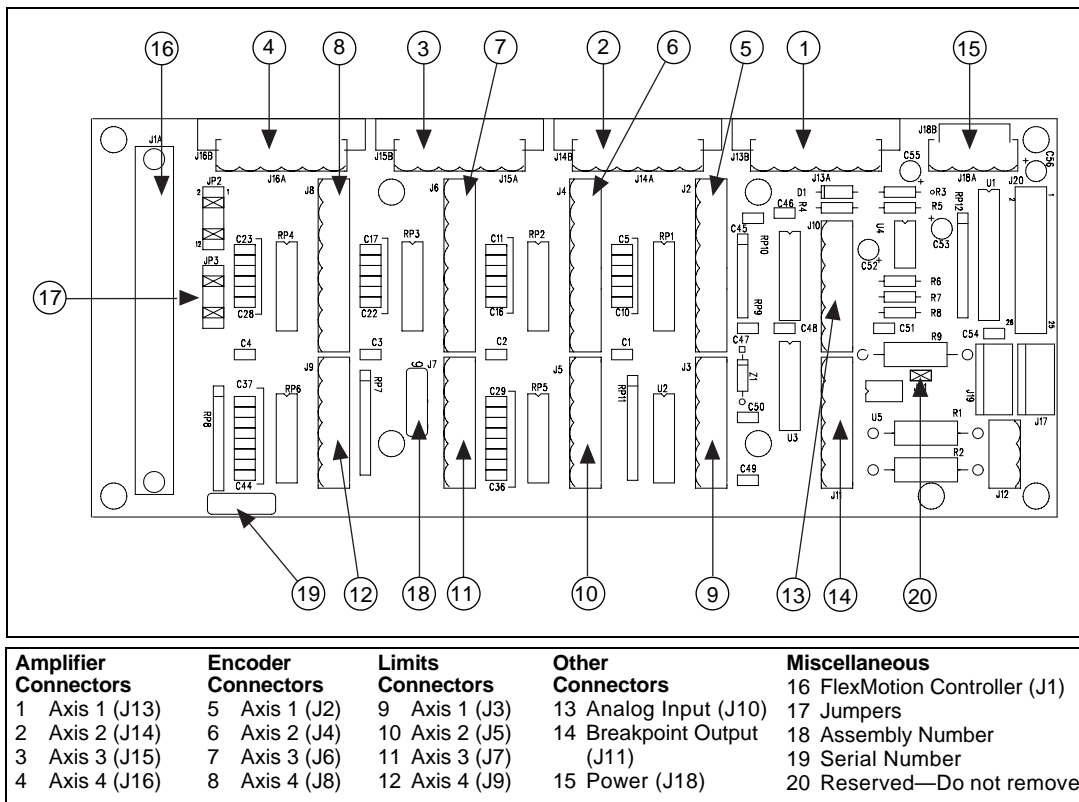 16
4
8
3
7
2
6
5
1
15
J1A
J16B
J16A
J15B
J15A
J14B
J14A
J13B
J13A
J18B
J18A
C55
C56
JP2
2
1
12
JP3
J8
J6
J4
J2
D1
R4
R3
R5
U1
J20
1
2
RP12
U4
C53
C52
C46
C45
RP10
J10
C23
RP4
C17
RP3
C11
RP2
C5
RP1
C28
C22
C16
C10
RP9
C48
R6
R7
R8
C51
C54
26
25
17
C4
C3
C2
C1
C47
Z1
R9
J9
RP7
J7
J5
J3
J19
J17
C37
RP6
RP8
C29
RP5
RP11
U2
C50
U3
U5
R1
R2
C44
C36
C49
J11
J12
19
12
18
11
10
9
13
14
20
Amplifier Connectors
1 Axis 1 (J13)
2 Axis 2 (J14)
3 Axis 3 (J15)
4 Axis 4 (J16)
Encoder Connectors
5 Axis 1 (J2)
6 Axis 2 (J4)
7 Axis 3 (J6)
8 Axis 4 (J8)
Limits Connectors
9 Axis 1 (J3)
10 Axis 2 (J5)
11 Axis 3 (J7)
12 Axis 4 (J9)
Other Connectors
13 Analog Input (J10)
14 Breakpoint Output
(J11)
15 Power (J18)
Miscellaneous
16 FlexMotion Controller (J1)
17 Jumpers
18 Assembly Number
19 Serial Number
20 Reserved—Do not remove